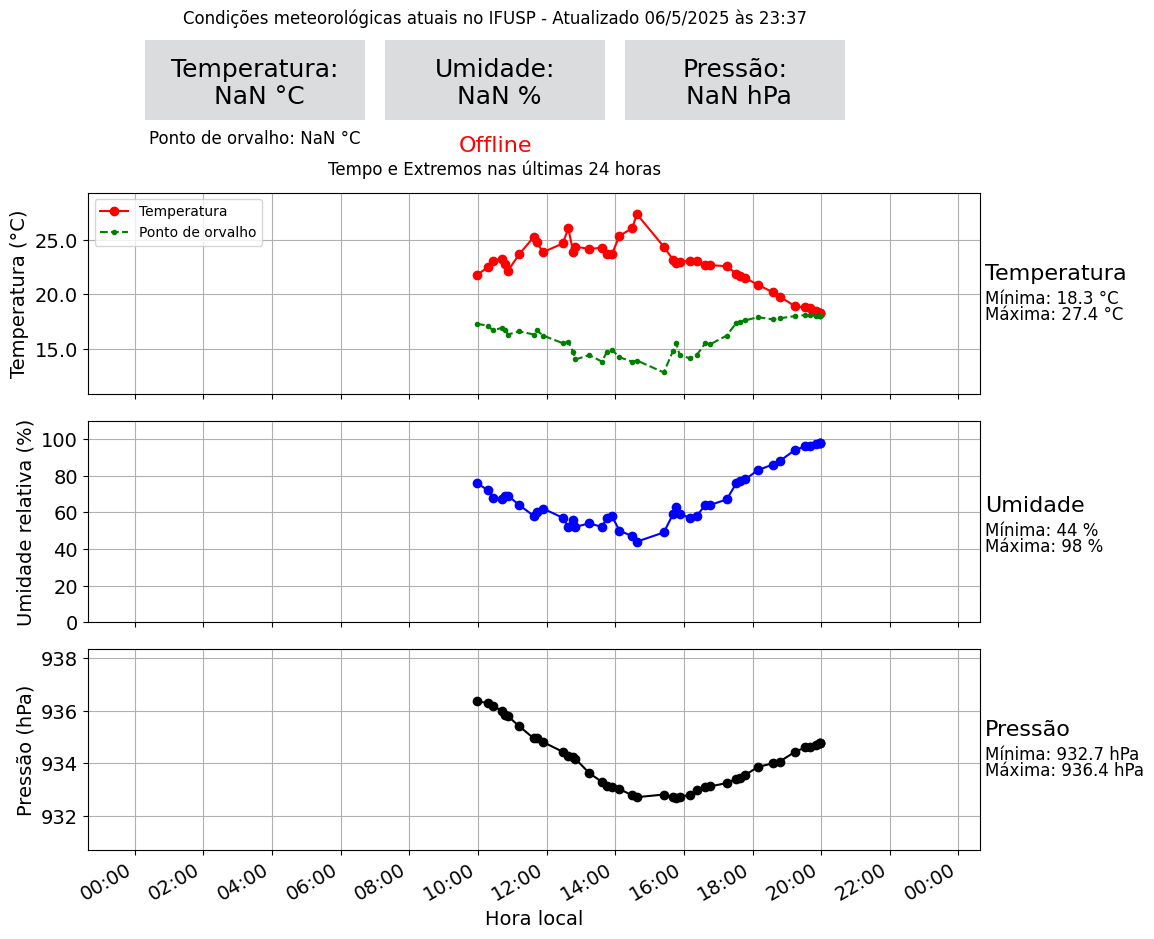 Condições meteorológicas atuais no IFUSP - Atualizado 06/5/2025 às 23:37
Temperatura:
NaN °C
Umidade:
NaN %
Pressão:
NaN hPa
Ponto de orvalho: NaN °C
Offline
Tempo e Extremos nas últimas 24 horas
Temperatura (°C)
25.0
20.0
15.0
Temperatura
Ponto de orvalho
Temperatura
Mínima: 18.3 °C
Máxima: 27.4 °C
Umidade relativa (%)
100
80
60
40
20
0
Umidade
Mínima: 44 %
Máxima: 98 %
Pressão (hPa)
938
936
934
932
Pressão
Mínima: 932.7 hPa
Máxima: 936.4 hPa
00:00 02:00 04:00 06:00 08:00 10:00 12:00 14:00 16:00 18:00 20:00 22:00 00:00
Hora local